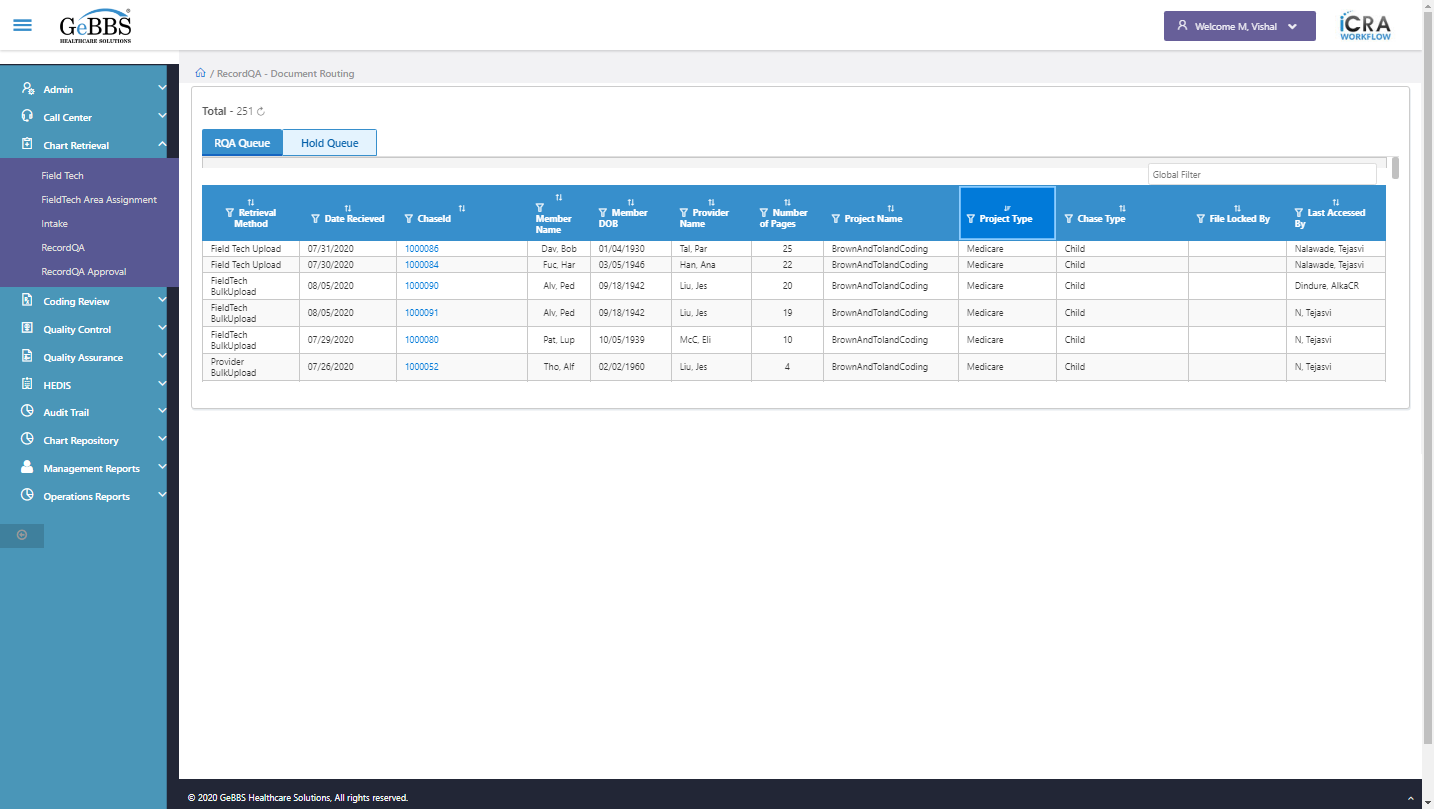 GeBBS
HEALTHCARE SOLUTIONS
Welcome M, Vishal
iCRA
WORKFLOW
Admin
Call Center
Chart Retrieval
Field Tech
FieldTech Area Assignment
Intake
RecordQA
RecordQA Approval
Coding Review
Quality Control
Quality Assurance
HEDIS
Audit Trail
Chart Repository
Management Reports
Operations Reports
/ RecordQA - Document Routing
Total - 251
RQA Queue Hold Queue
Global Filter
Retrieval Method Date Recieved ChaseId Member Name Member DOB Provider Name Number of Pages Project Name Project Type Chase Type File Locked By Last Accessed By
Field Tech Upload 07/31/2020 1000086 Dav, Bob 01/04/1930 Tal, Par 25 BrownAndTolandCoding Medicare Child Nalawade, Tejasvi
Field Tech Upload 07/30/2020 1000084 Fuc, Har 03/05/1946 Han, Ana 22 BrownAndTolandCoding Medicare Child Nalawade, Tejasvi
FieldTech BulkUpload 08/05/2020 1000090 Alv, Ped 09/18/1942 Liu, Jes 20 BrownAndTolandCoding Medicare Child Dindure, AlkaCR
FieldTech BulkUpload 08/05/2020 1000091 Alv, Ped 09/18/1942 Liu, Jes 19 BrownAndTolandCoding Medicare Child N, Tejasvi
FieldTech BulkUpload 07/29/2020 1000080 Pat, Lup 10/05/1939 McC, Eli 10 BrownAndTolandCoding Medicare Child N, Tejasvi
Provider BulkUpload 07/26/2020 1000052 Tho, Alf 02/02/1960 Liu, Jes 4 BrownAndTolandCoding Medicare Child N, Tejasvi
© 2020 GeBBS Healthcare Solutions, All rights reserved.